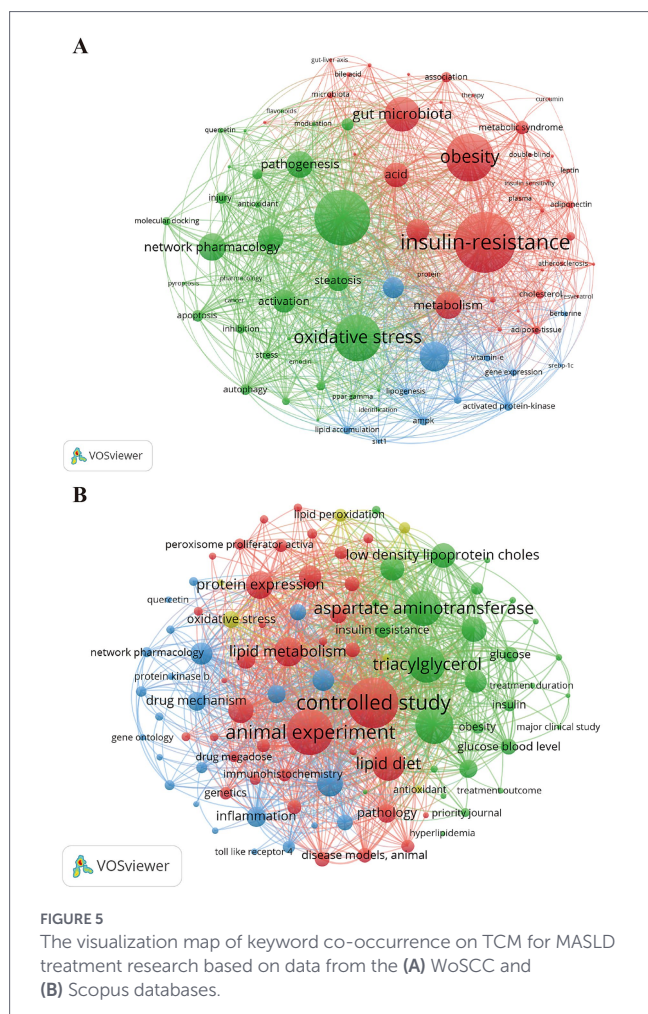 A
gut-liver axis
bile acid
association
microbiota
therapy
curcumin
flavonoids
gut microbiota
modulation
metabolic syndrome
quercetin
pathogenesis
obesity
double-blind
acid
leptin
insulin sensitivity
injury
antioxidant
plasma
adiponectin
molecular docking
network pharmacology
insulin-resistance
atherosclerosis
protein
pyroptosis
pharmacology
steatosis
cholesterol
resveratrol
cancer
activation
metabolism
berberine
apoptosis
inhibition
oxidative stress
adipose-tissue
stress
vitamin-e
emodin
gene expression
srebp-1c
autophagy
ppar-gamma
lipogenesis
activated protein-kinase
identification
ampk
lipid accumulation
sirt1
VOSviewer
B
lipid peroxidation
peroxisome proliferator activa
low density lipoprotein choles
protein expression
quercetin
aspartate aminotransferase
oxidative stress
insulin resistance
network pharmacology
lipid metabolism
triacylglycerol
glucose
protein kinase b
treatment duration
drug mechanism
controlled study
insulin
gene ontology
animal experiment
obesity
major clinical study
drug megadose
glucose blood level
immunohistochemistry
lipid diet
genetics
antioxidant
treatment outcome
inflammation
pathology
priority journal
hyperlipidemia
toll like receptor 4
disease models, animal
VOSviewer
FIGURE 5
The visualization map of keyword co-occurrence on TCM for MASLD
treatment research based on data from the (A) WoSCC and
(B) Scopus databases.